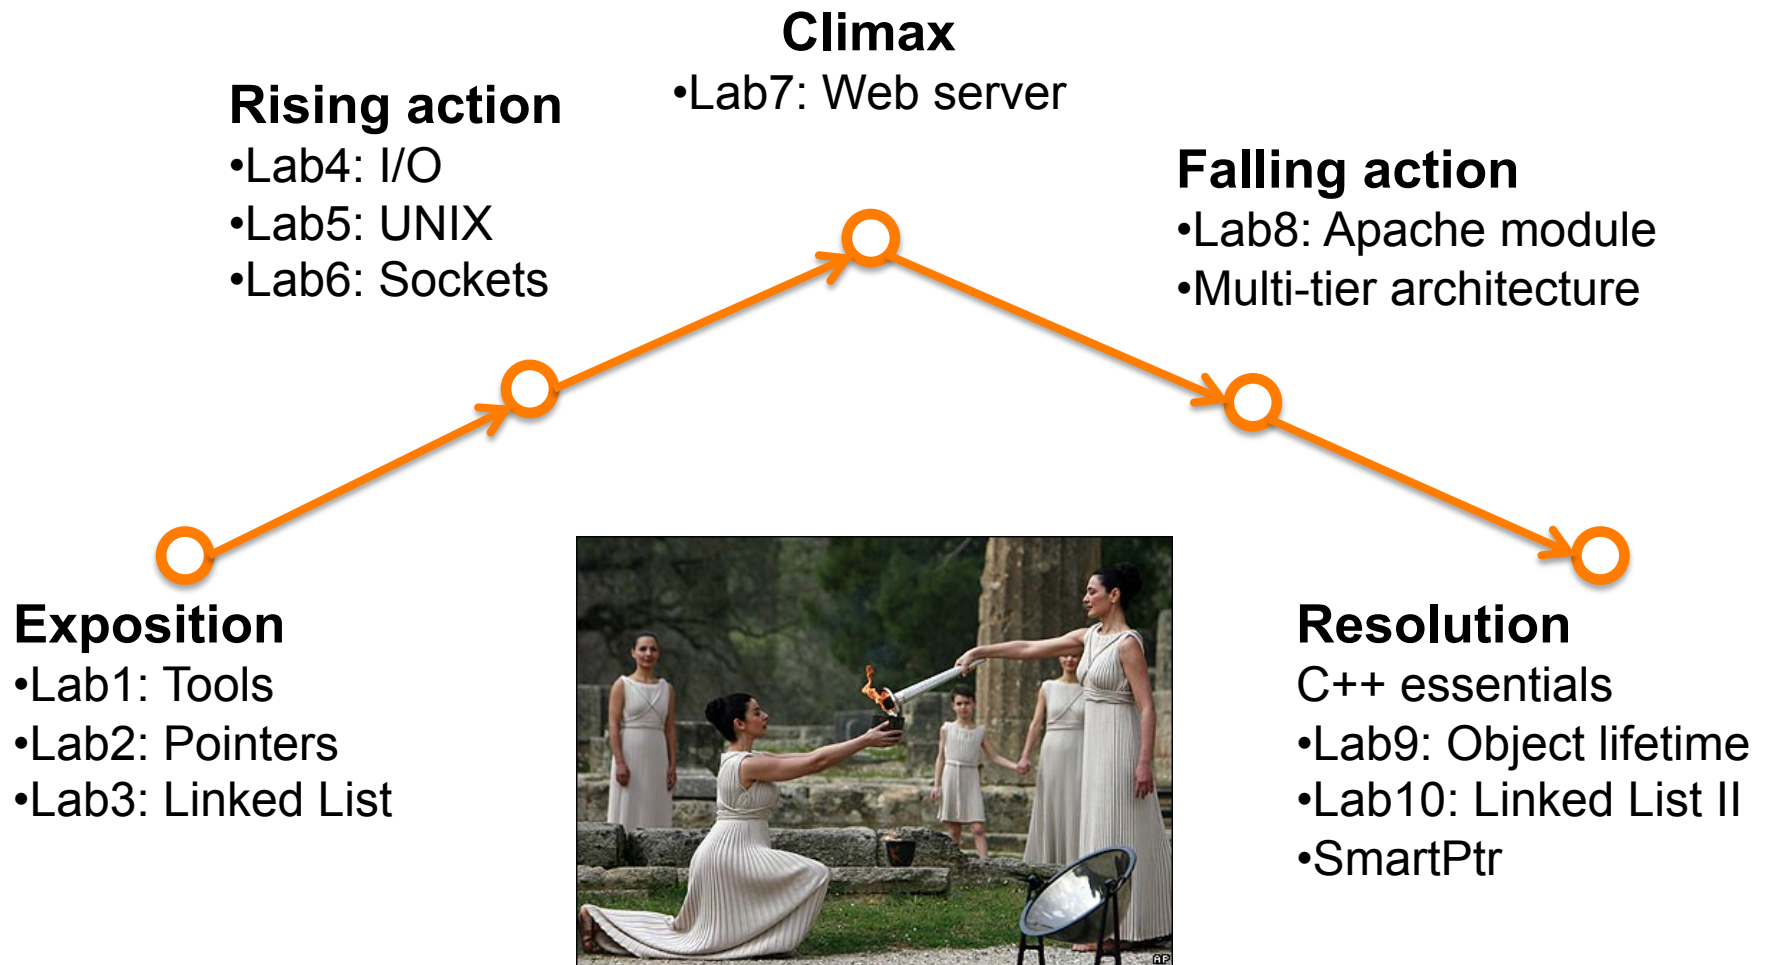 Climax
•Lab7: Web server
Rising action
•Lab4: I/O
•Lab5: UNIX
•Lab6: Sockets
Falling action
•Lab8: Apache module
•Multi-tier architecture
Exposition
•Lab1: Tools
•Lab2: Pointers
•Lab3: Linked List
Resolution
C++ essentials
•Lab9: Object lifetime
•Lab10: Linked List II
•SmartPtr
AP